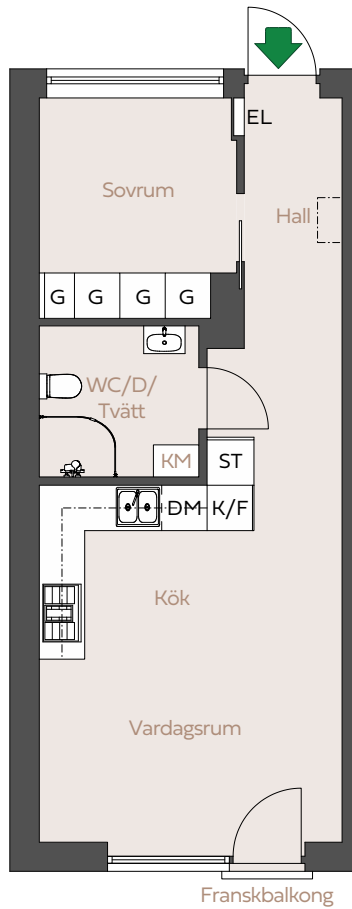 EL
Sovrum
Hall
G G G G
WC/D/
Tvätt
KM
ST
DM K/F
Kök
Vardagsrum
Franskbalkong